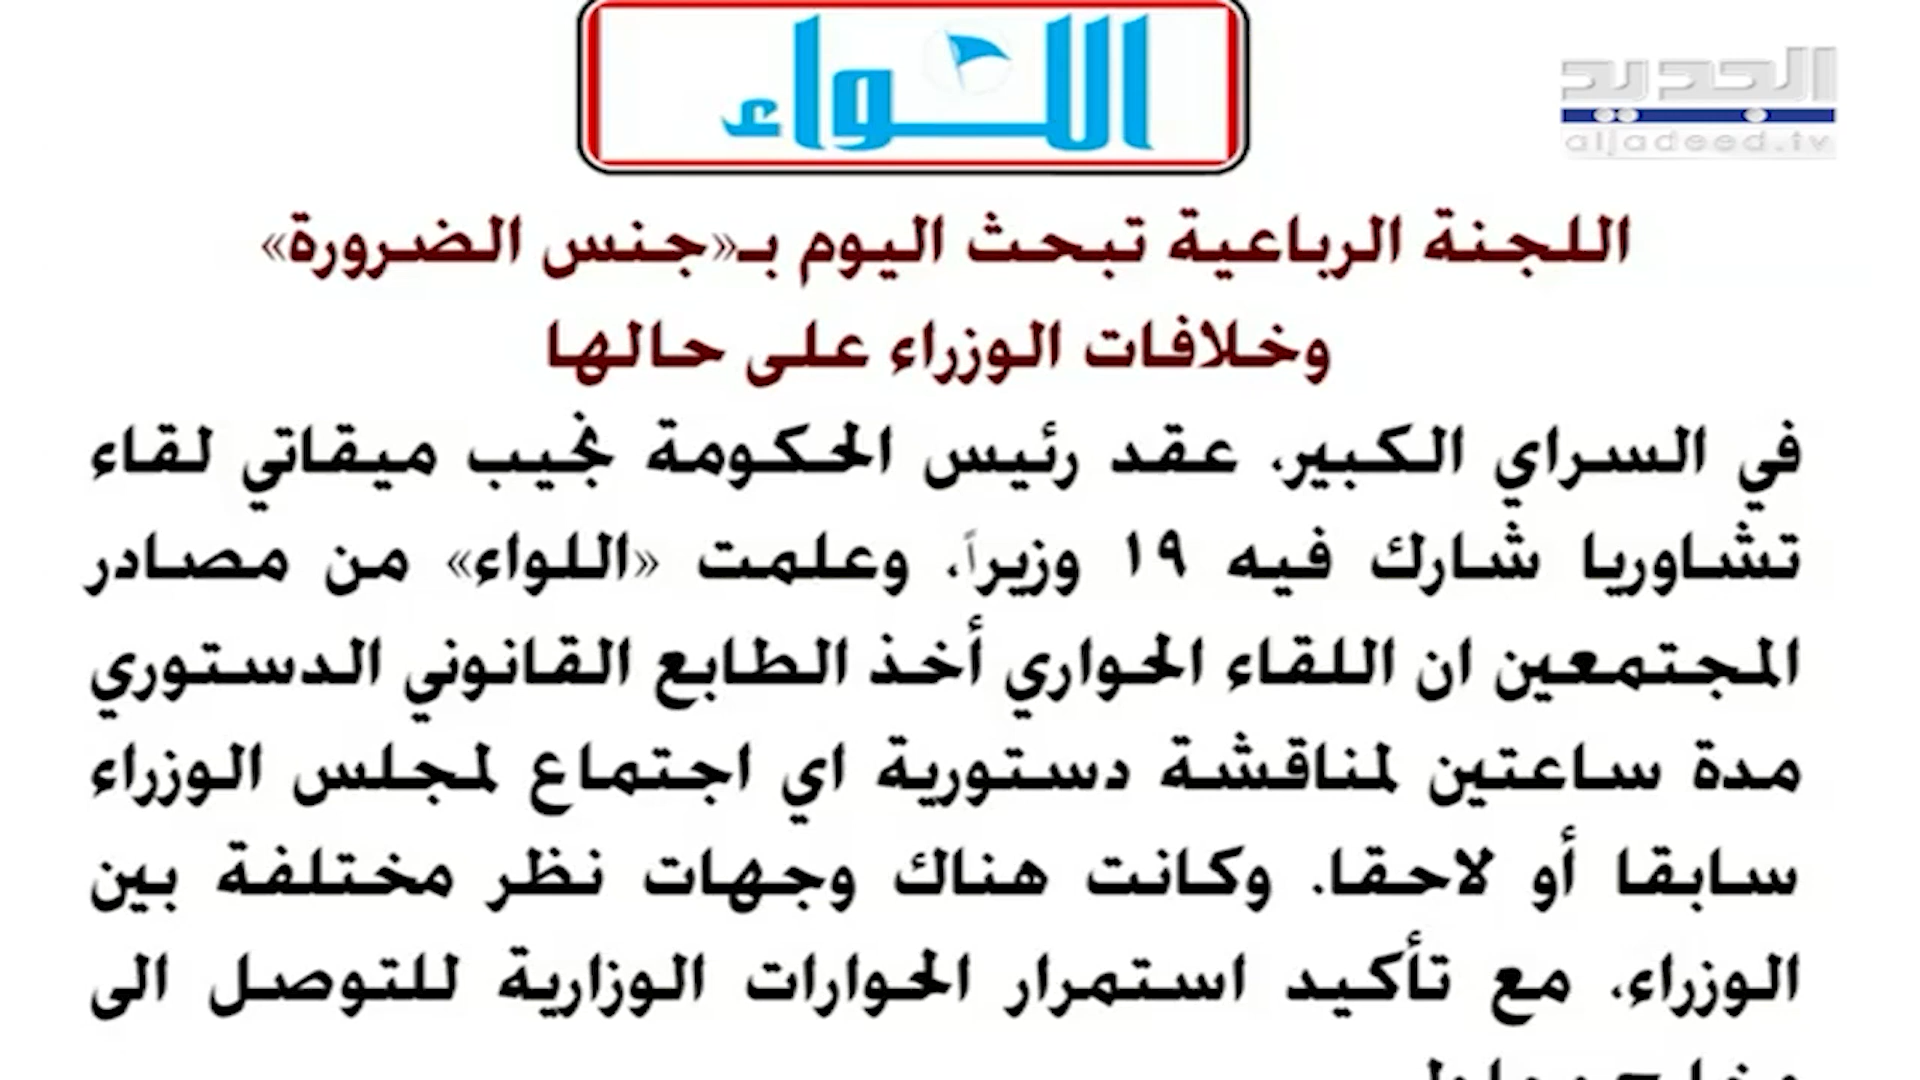 اللواء
الجديد
aljadeed.tv
اللجنة الرباعية تبحث اليوم بـ«جنس الضرورة»
وخلافات الوزراء على حالها
في السراي الكبير، عقد رئيس الحكومة نجيب ميقاتي لقاء
تشاوريا شارك فيه ١٩ وزيراً، وعلمت «اللواء» من مصادر
المجتمعين ان اللقاء الحواري أخذ الطابع القانوني الدستوري
مدة ساعتين لمناقشة دستورية اي اجتماع لمجلس الوزراء
سابقا أو لاحقا. وكانت هناك وجهات نظر مختلفة بين
الوزراء، مع تأكيد استمرار الحوارات الوزارية للتوصل الى